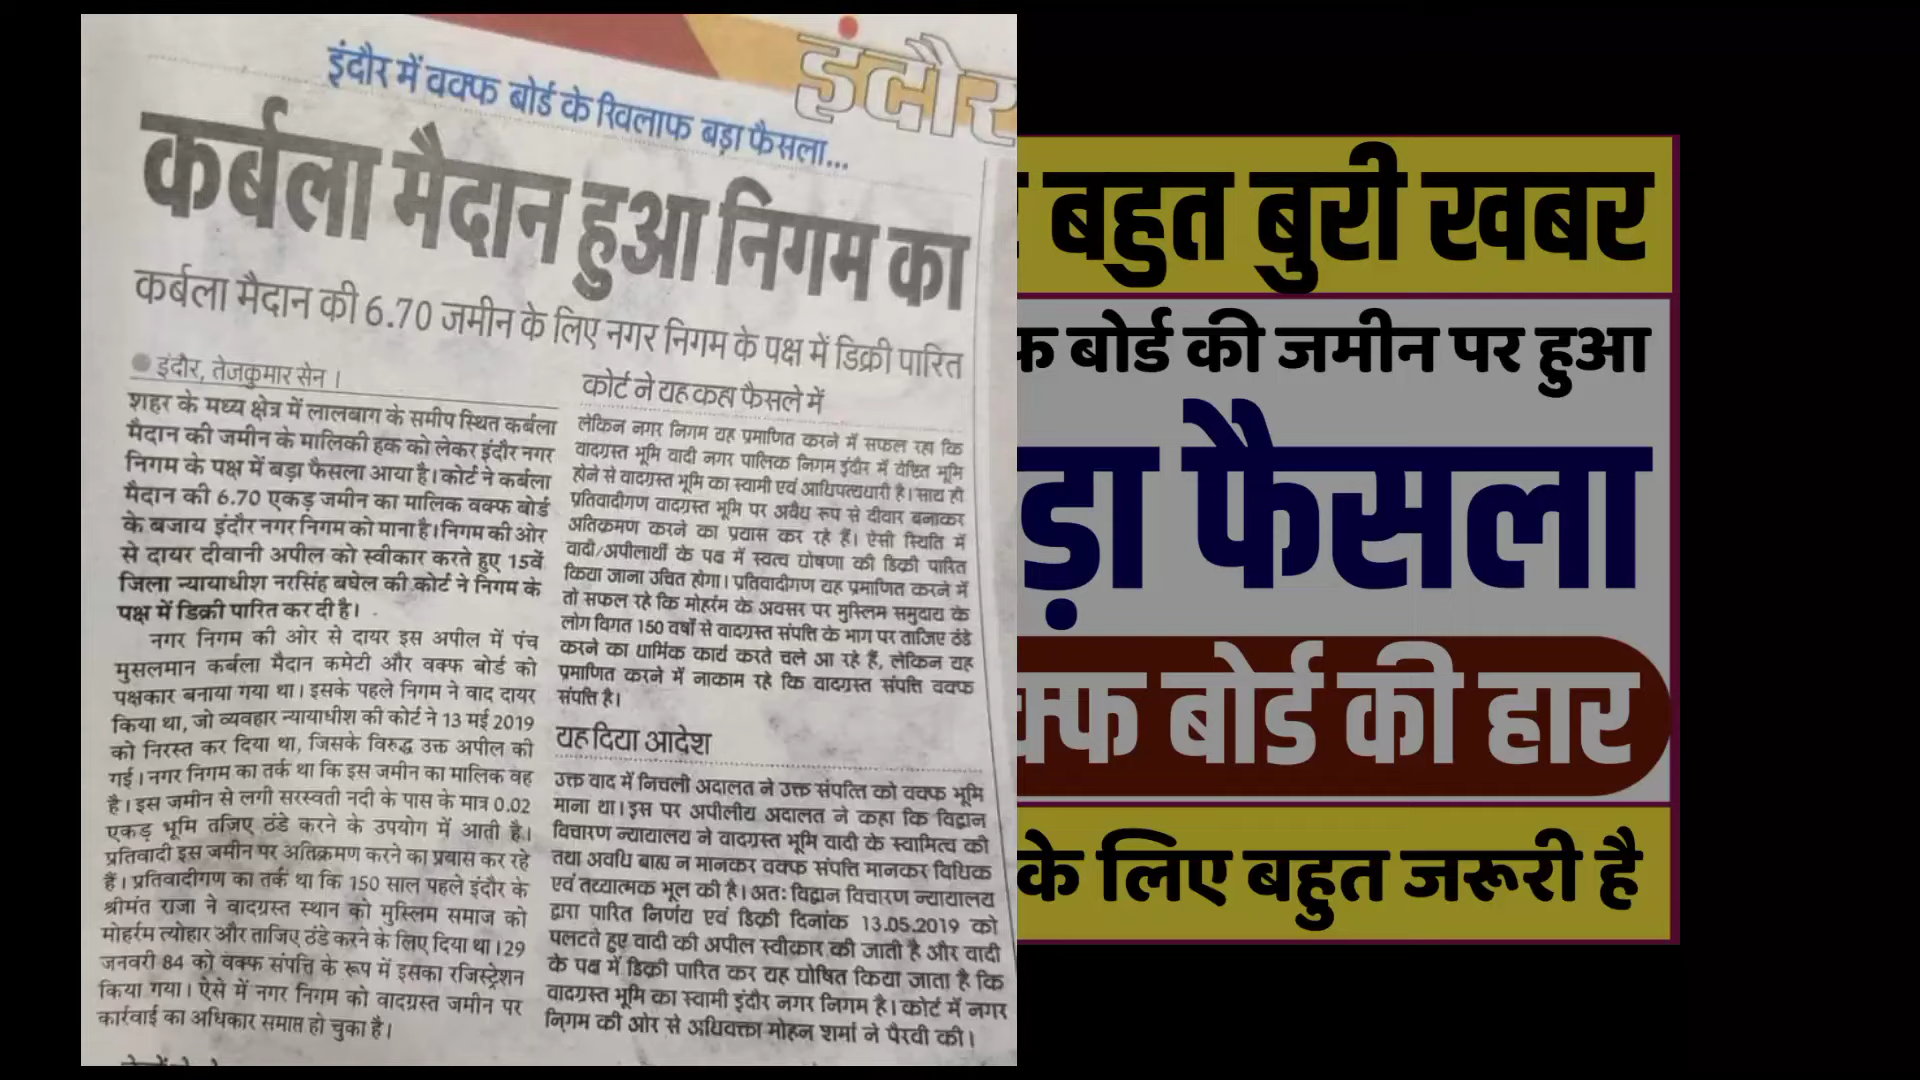 इंदौर
इंदौर में वक्फ बोर्ड के खिलाफ बड़ा फैसला...
कर्बला मैदान हुआ निगम का
कर्बला मैदान की 6.70 जमीन के लिए नगर निगम के पक्ष में डिक्री पारित
इंदौर, तेजकुमार सेन।
शहर के मध्य क्षेत्र में लालबाग के समीप स्थित कर्बला
मैदान की जमीन के मालिकी हक को लेकर इंदौर नगर
निगम के पक्ष में बड़ा फैसला आया है। कोर्ट ने कर्बला
मैदान की 6.70 एकड़ जमीन का मालिक वक्फ बोर्ड
के बजाय इंदौर नगर निगम को माना है। निगम की ओर
से दायर दीवानी अपील को स्वीकार करते हुए 15वें
जिला न्यायाधीश नरसिंह बघेल की कोर्ट ने निगम के
पक्ष में डिक्री पारित कर दी है।
नगर निगम की ओर से दायर इस अपील में पंच
मुसलमान कर्बला मैदान कमेटी और वक्फ बोर्ड को
पक्षकार बनाया गया था। इसके पहले निगम ने वाद दायर
किया था, जो व्यवहार न्यायाधीश की कोर्ट ने 13 मई 2019
को निरस्त कर दिया था, जिसके विरुद्ध उक्त अपील की
गई। नगर निगम का तर्क था कि इस जमीन का मालिक वह
है। इस जमीन से लगी सरस्वती नदी के पास के मात्र 0.02
एकड़ भूमि तजिए ठंडे करने के उपयोग में आती है।
प्रतिवादी इस जमीन पर अतिक्रमण करने का प्रयास कर रहे
हैं। प्रतिवादीगण का तर्क था कि 150 साल पहले इंदौर के
श्रीमंत राजा ने वादग्रस्त स्थान को मुस्लिम समाज को
मोहर्रम त्योहार और ताजिए ठंडे करने के लिए दिया था। 29
जनवरी 84 को वक्फ संपत्ति के रूप में इसका रजिस्ट्रेशन
किया गया। ऐसे में नगर निगम को वादग्रस्त जमीन पर
कार्रवाई का अधिकार समाप्त हो चुका है।
कोर्ट ने यह कहा फैसले में
लेकिन नगर निगम यह प्रमाणित करने में सफल रहा कि
वादग्रस्त भूमि वादी नगर पालिक निगम इंदौर में वेष्टित भूमि
होने से वादग्रस्त भूमि का स्वामी एवं आधिपत्यधारी है। साथ ही
प्रतिवादीगण वादग्रस्त भूमि पर अवैध रूप से दीवार बनाकर
अतिक्रमण करने का प्रयास कर रहे हैं। ऐसी स्थिति में
वादी/अपीलार्थी के पक्ष में स्वत्व घोषणा की डिक्री पारित
किया जाना उचित होगा। प्रतिवादीगण यह प्रमाणित करने में
तो सफल रहे कि मोहर्रम के अवसर पर मुस्लिम समुदाय के
लोग विगत 150 वर्षों से वादग्रस्त संपत्ति के भाग पर ताजिए ठंडे
करने का धार्मिक कार्य करते चले आ रहे हैं, लेकिन यह
प्रमाणित करने में नाकाम रहे कि वादग्रस्त संपत्ति वक्फ
संपत्ति है।
यह दिया आदेश
उक्त वाद में निचली अदालत ने उक्त संपत्ति को वक्फ भूमि
माना था। इस पर अपीलीय अदालत ने कहा कि विद्वान
विचारण न्यायालय ने वादग्रस्त भूमि वादी के स्वामित्व की
तथा अवधि बाह्य न मानकर वक्फ संपत्ति मानकर विधिक
एवं तथ्यात्मक भूल की है। अत: विद्वान विचारण न्यायालय
द्वारा पारित निर्णय एवं डिक्री दिनांक 13.05.2019 को
पलटते हुए वादी की अपील स्वीकार की जाती है और वादी
के पक्ष में डिक्री पारित कर यह घोषित किया जाता है कि
वादग्रस्त भूमि का स्वामी इंदौर नगर निगम है। कोर्ट में नगर
निगम की ओर से अधिवक्ता मोहन शर्मा ने पैरवी की।
बहुत बुरी खबर
बोर्ड की जमीन पर हुआ
फैसला
बोर्ड की हार
के लिए बहुत जरूरी है